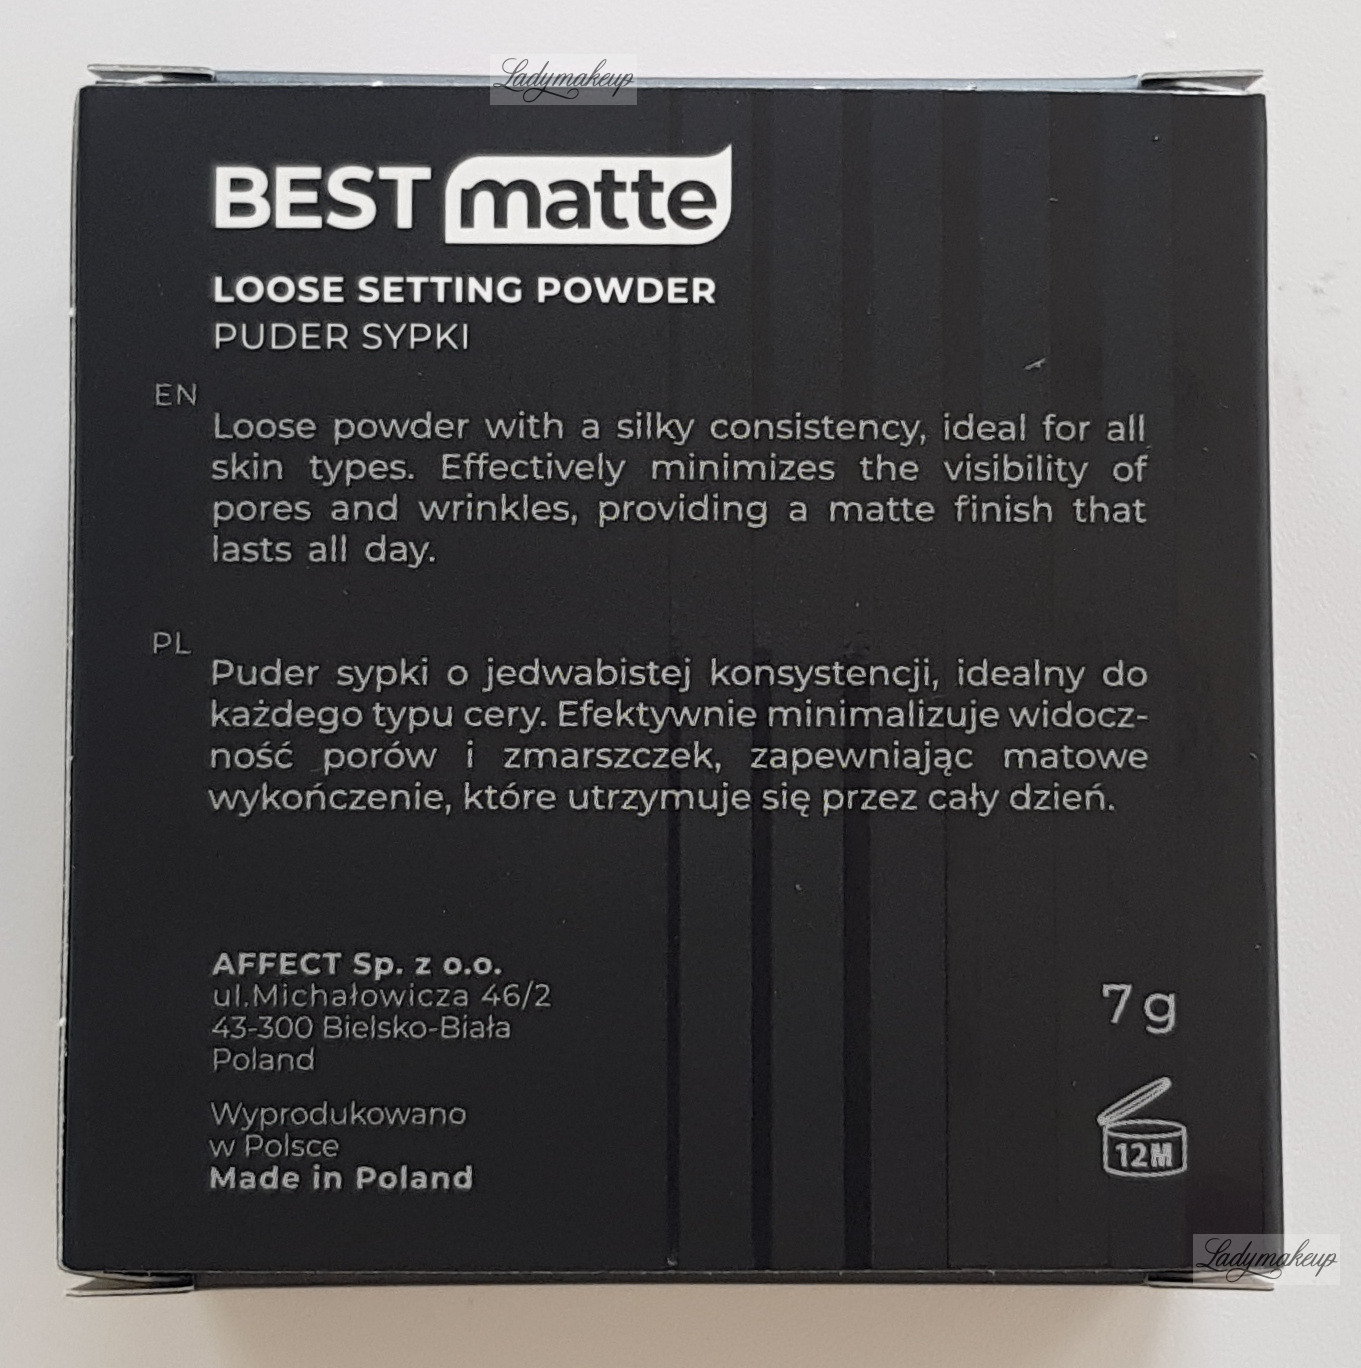 Ladymakeup
BEST matte
LOOSE SETTING POWDER
PUDER SYPKI
EN
Loose powder with a silky consistency, ideal for all
skin types. Effectively minimizes the visibility of
pores and wrinkles, providing a matte finish that
lasts all day.
PL
Puder sypki o jedwabistej konsystencji, idealny do
każdego typu cery. Efektywnie minimalizuje widocz-
ność porów i zmarszczek, zapewniając matowe
wykończenie, które utrzymuje się przez cały dzień.
AFFECT Sp. z o.o.
ul.Michałowicza 46/2
43-300 Bielsko-Biała
Poland
Wyprodukowano
w Polsce
Made in Poland
7 g
12M
Ladymakeup